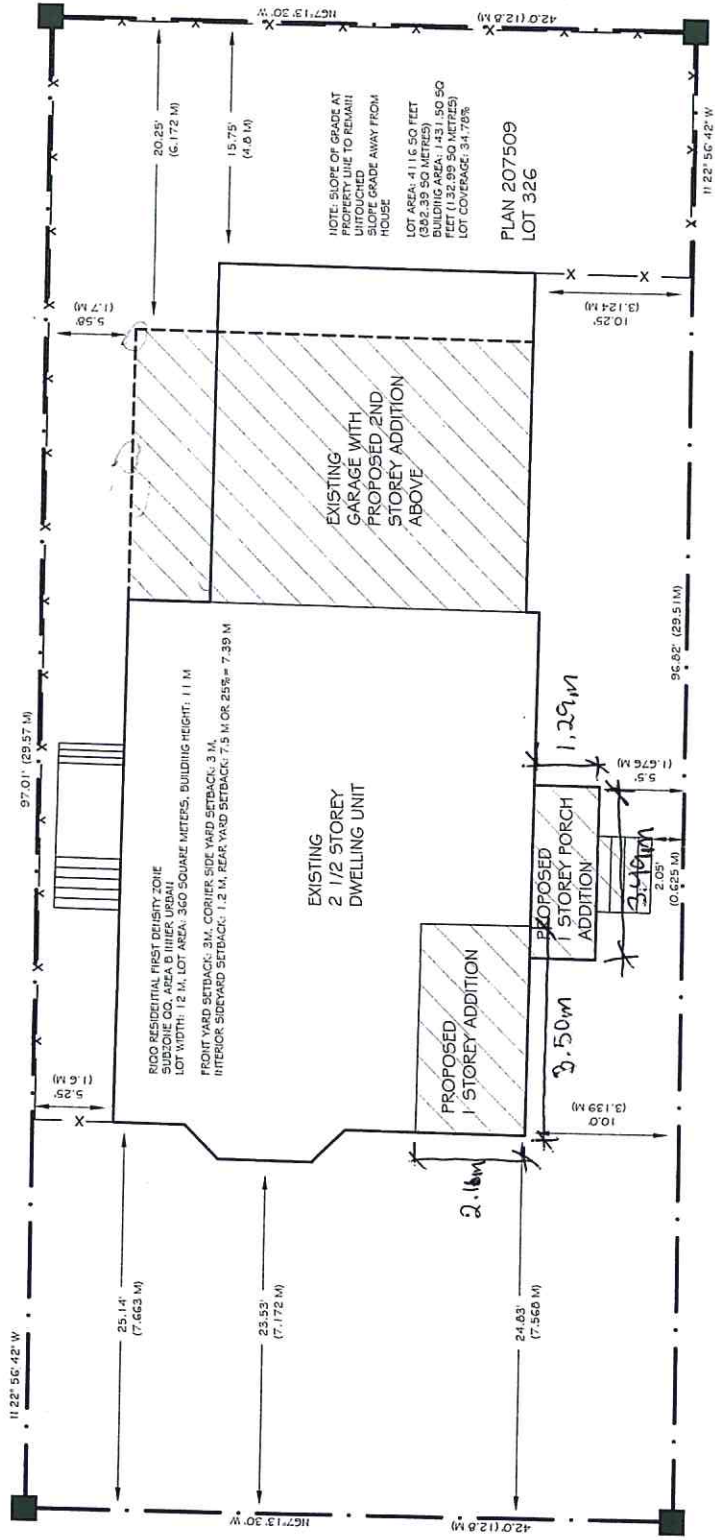 N 22° 56' 42" W
97.01' (29.57 M)
N67°13'30" W
42.0' (12.8 M)
5.25'
(1.6 M)
5.58'
(1.7 M)
20.25'
(6.172 M)
15.75'
(4.8 M)
25.14'
(7.663 M)
23.53'
(7.172 M)
24.83'
(7.568 M)
R1QQ RESIDENTIAL FIRST DENSITY ZONE
SUBZONE QQ, AREA B INNER URBAN
LOT WIDTH: 12 M, LOT AREA: 360 SQUARE METERS, BUILDING HEIGHT: 11 M
FRONT YARD SETBACK: 3M, CORNER SIDE YARD SETBACK: 3 M,
INTERIOR SIDEYARD SETBACK: 1.2 M, REAR YARD SETBACK: 7.5 M OR 25%= 7.39 M
EXISTING
2 1/2 STOREY
DWELLING UNIT
EXISTING
GARAGE WITH
PROPOSED 2ND
STOREY ADDITION
ABOVE
NOTE: SLOPE OF GRADE AT
PROPERTY LINE TO REMAIN
UNTOUCHED
SLOPE GRADE AWAY FROM
HOUSE
LOT AREA: 4116 SQ FEET
(382.39 SQ METRES)
BUILDING AREA: 1431.50 SQ
FEET (132.99 SQ METRES)
LOT COVERAGE: 34.78%
PLAN 207509
LOT 326
PROPOSED
1 STOREY ADDITION
PROPOSED
1 STOREY PORCH
ADDITION
2.16m
3.50m
1.29m
3.49m
10.0'
(3.139 M)
5.5'
(1.676 M)
2.05'
(0.625 M)
10.25'
(3.124 M)
N67°13'30" W
42.0' (12.8 M)
96.82' (29.51M)
N 22° 56' 42" W